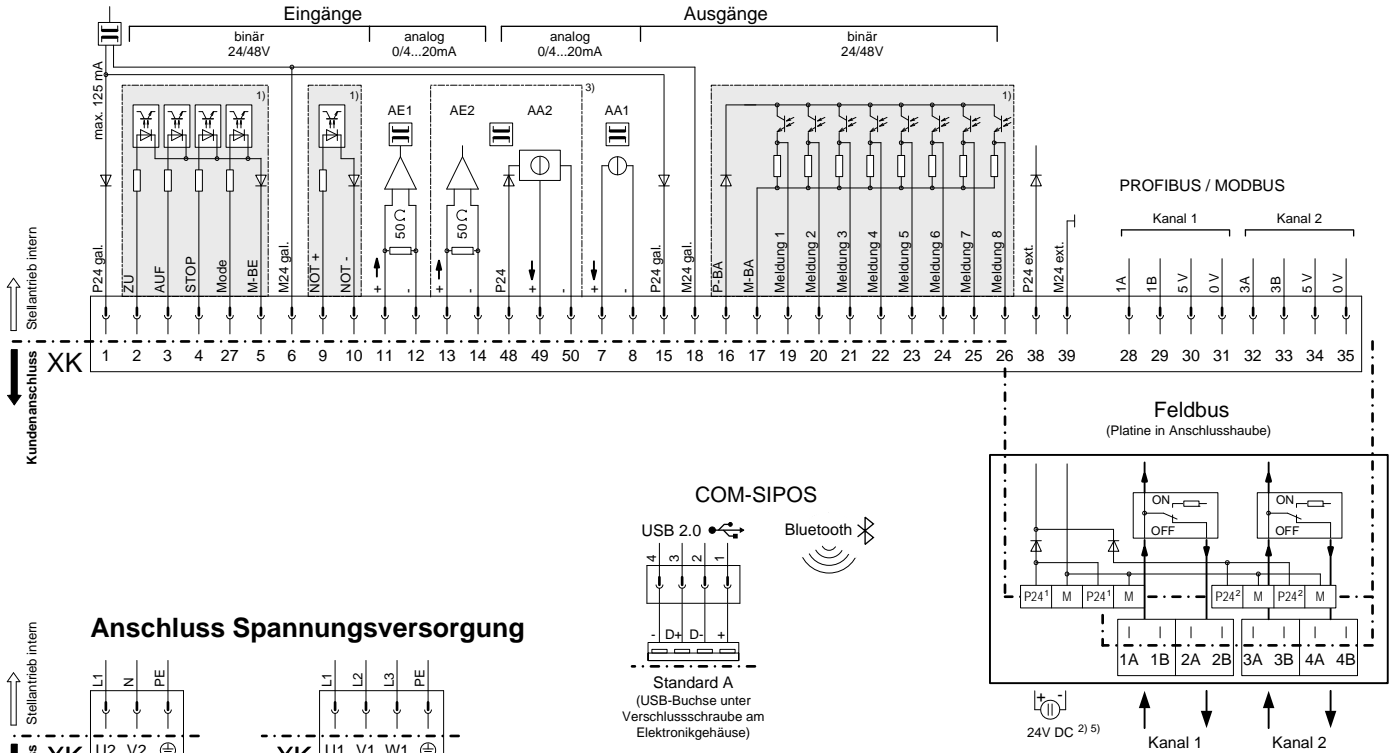 Eingänge Ausgänge
binär analog analog binär
24/48V 0/4...20mA 0/4...20mA 24/48V
max. 125 mA
1) 1) 3) 1)
AE1 AE2 AA2 AA1
50Ω 50Ω
PROFIBUS / MODBUS
Kanal 1 Kanal 2
Stellantrieb intern
P24 gal. ZU AUF STOP Mode M-BE M24 gal. NOT + NOT - + - + - P24 + - + - P24 gal. M24 gal. P-BA M-BA Meldung 1 Meldung 2 Meldung 3 Meldung 4 Meldung 5 Meldung 6 Meldung 7 Meldung 8 P24 ext. M24 ext. 1A 1B 5 V 0 V 3A 3B 5 V 0 V
XK 1 2 3 4 27 5 6 9 10 11 12 13 14 48 49 50 7 8 15 18 16 17 19 20 21 22 23 24 25 26 38 39 28 29 30 31 32 33 34 35
Kundenanschluss
Feldbus
(Platine in Anschlusshaube)
ON ON
OFF OFF
P24¹ M P24¹ M P24² M P24² M
1A 1B 2A 2B 3A 3B 4A 4B
+ -
24V DC 2) 5)
Kanal 1 Kanal 2
COM-SIPOS
USB 2.0 Bluetooth
4 3 2 1
- D+ D- +
Standard A
(USB-Buchse unter
Verschlussschraube am
Elektronikgehäuse)
Anschluss Spannungsversorgung
Stellantrieb intern
L1 N PE L1 L2 L3 PE
XK U2 V2 XK U1 V1 W1